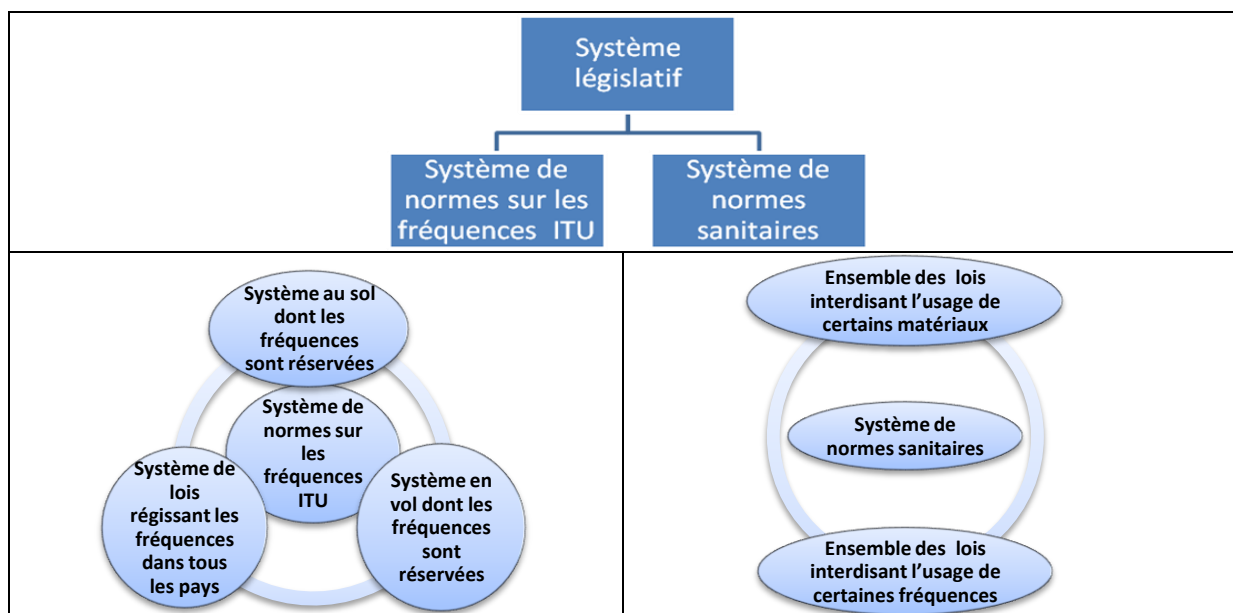 Système
législatif
Système de
normes sur les
fréquences ITU
Système de
normes
sanitaires
Système au sol
dont les
fréquences
sont réservées
Système de
normes sur
les
fréquences
ITU
Système de
lois
régissant les
fréquences
dans tous
les pays
Système en
vol dont les
fréquences
sont
réservées
Ensemble des lois
interdisant l’usage de
certains matériaux
Système de
normes sanitaires
Ensemble des lois
interdisant l’usage de
certaines fréquences